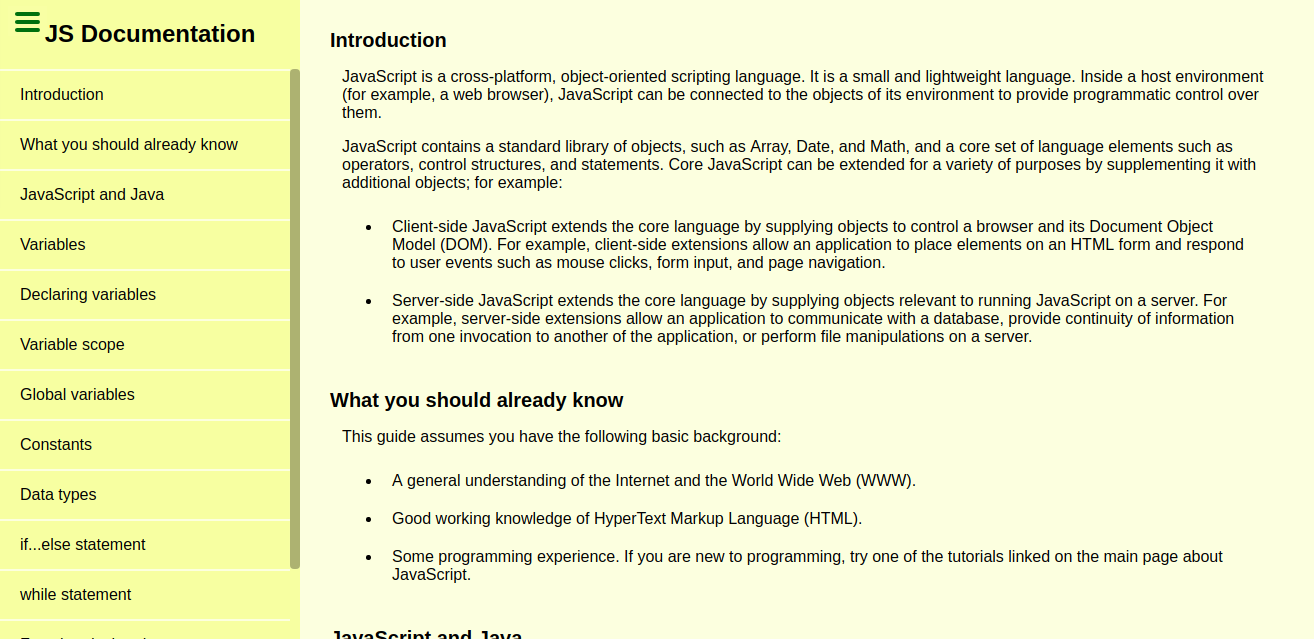 JS Documentation
Introduction
What you should already know
JavaScript and Java
Variables
Declaring variables
Variable scope
Global variables
Constants
Data types
if...else statement
while statement
Introduction
JavaScript is a cross-platform, object-oriented scripting language. It is a small and lightweight language. Inside a host environment
(for example, a web browser), JavaScript can be connected to the objects of its environment to provide programmatic control over
them.
JavaScript contains a standard library of objects, such as Array, Date, and Math, and a core set of language elements such as
operators, control structures, and statements. Core JavaScript can be extended for a variety of purposes by supplementing it with
additional objects; for example:
• Client-side JavaScript extends the core language by supplying objects to control a browser and its Document Object
Model (DOM). For example, client-side extensions allow an application to place elements on an HTML form and respond
to user events such as mouse clicks, form input, and page navigation.
• Server-side JavaScript extends the core language by supplying objects relevant to running JavaScript on a server. For
example, server-side extensions allow an application to communicate with a database, provide continuity of information
from one invocation to another of the application, or perform file manipulations on a server.
What you should already know
This guide assumes you have the following basic background:
• A general understanding of the Internet and the World Wide Web (WWW).
• Good working knowledge of HyperText Markup Language (HTML).
• Some programming experience. If you are new to programming, try one of the tutorials linked on the main page about
JavaScript.
JavaScript and Java